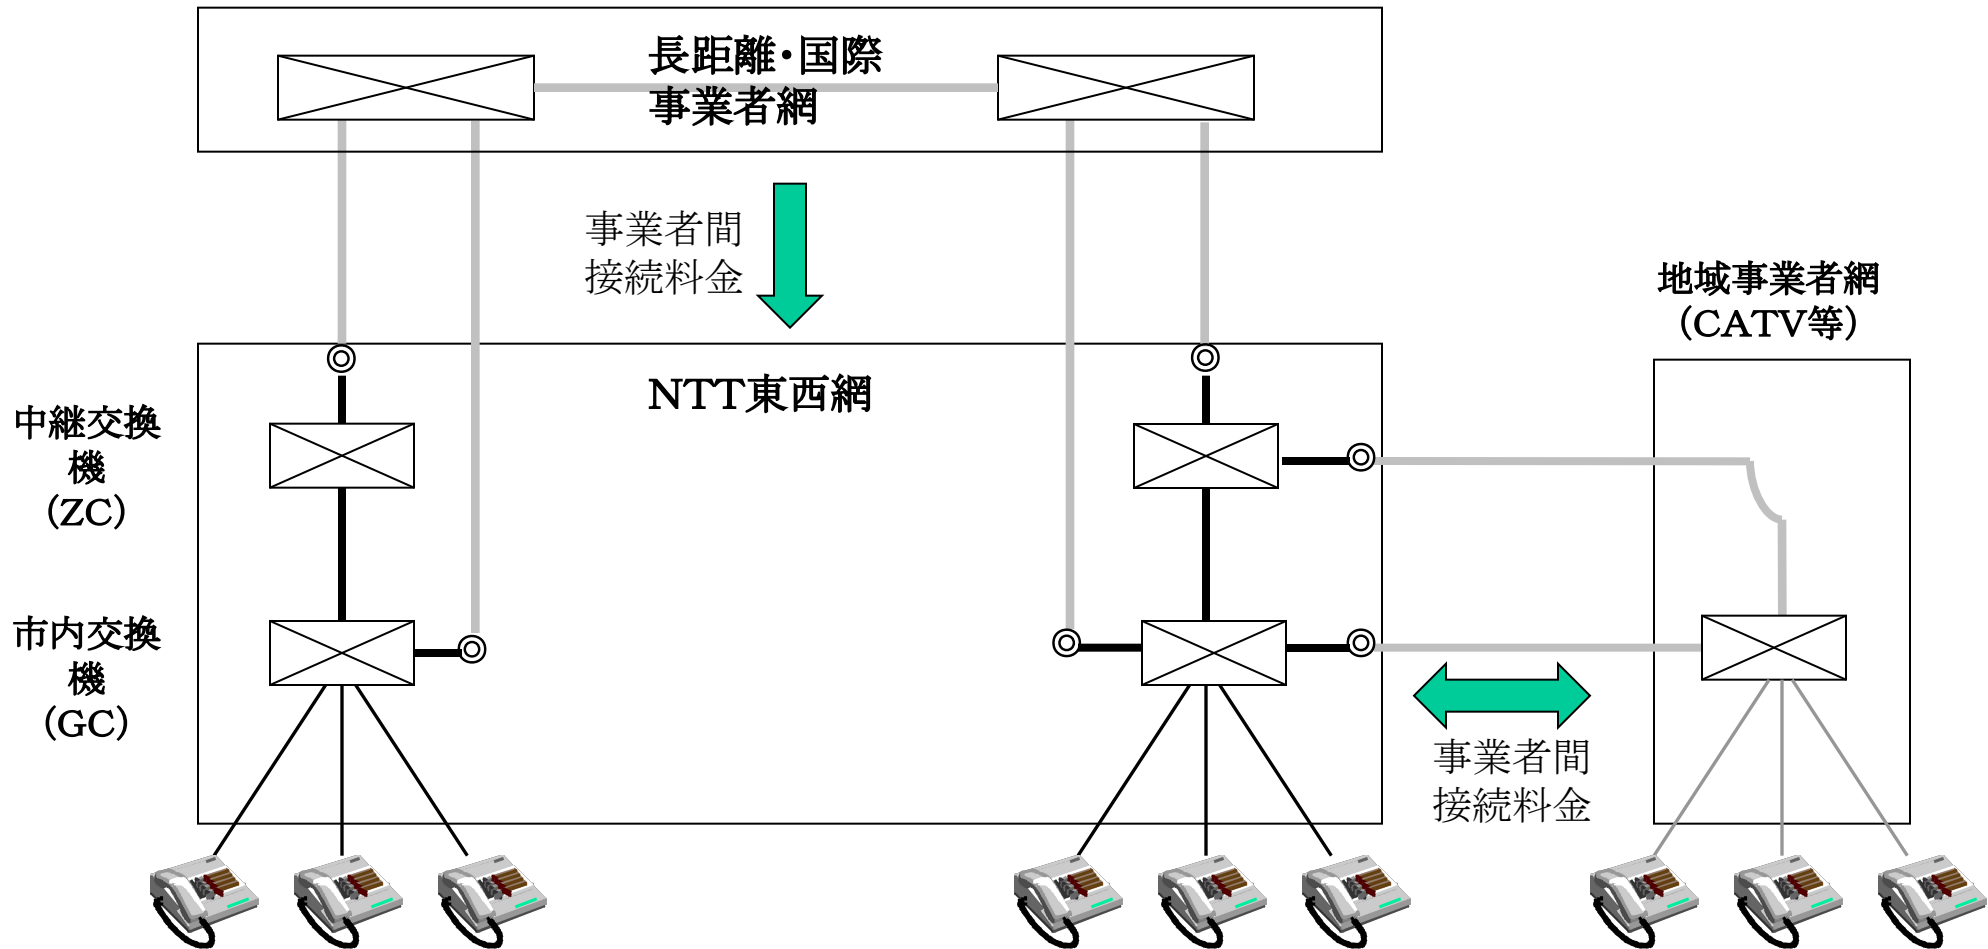 長距離・国際
事業者網
事業者間
接続料金
地域事業者網
（CATV等）
NTT東西網
中継交換
機
（ZC）
市内交換
機
（GC）
事業者間
接続料金